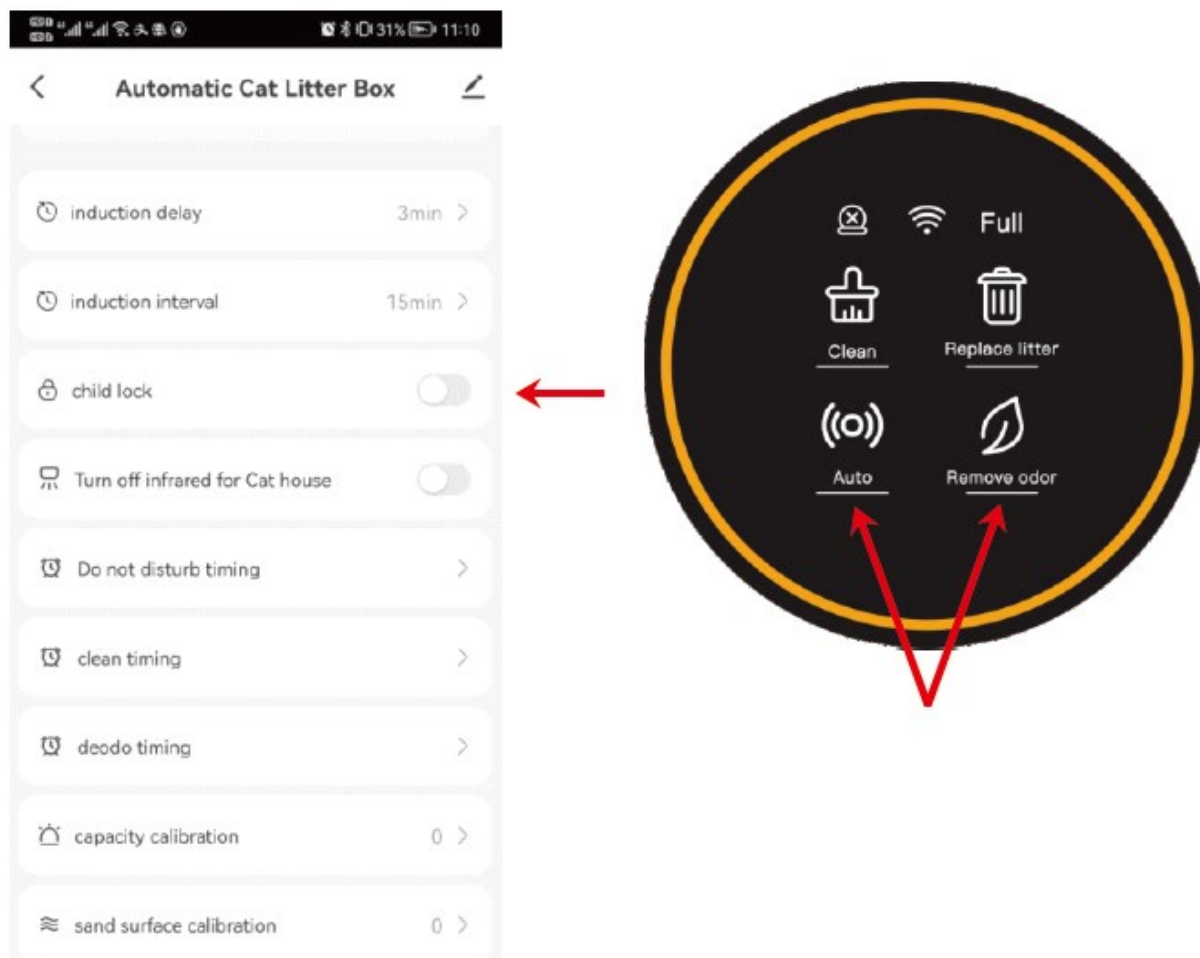 31% 11:10
Automatic Cat Litter Box
induction delay 3min
induction interval 15min
child lock
Turn off infrared for Cat house
Do not disturb timing
clean timing
deodo timing
capacity calibration 0
sand surface calibration 0
Full
Clean Replace litter
Auto Remove odor